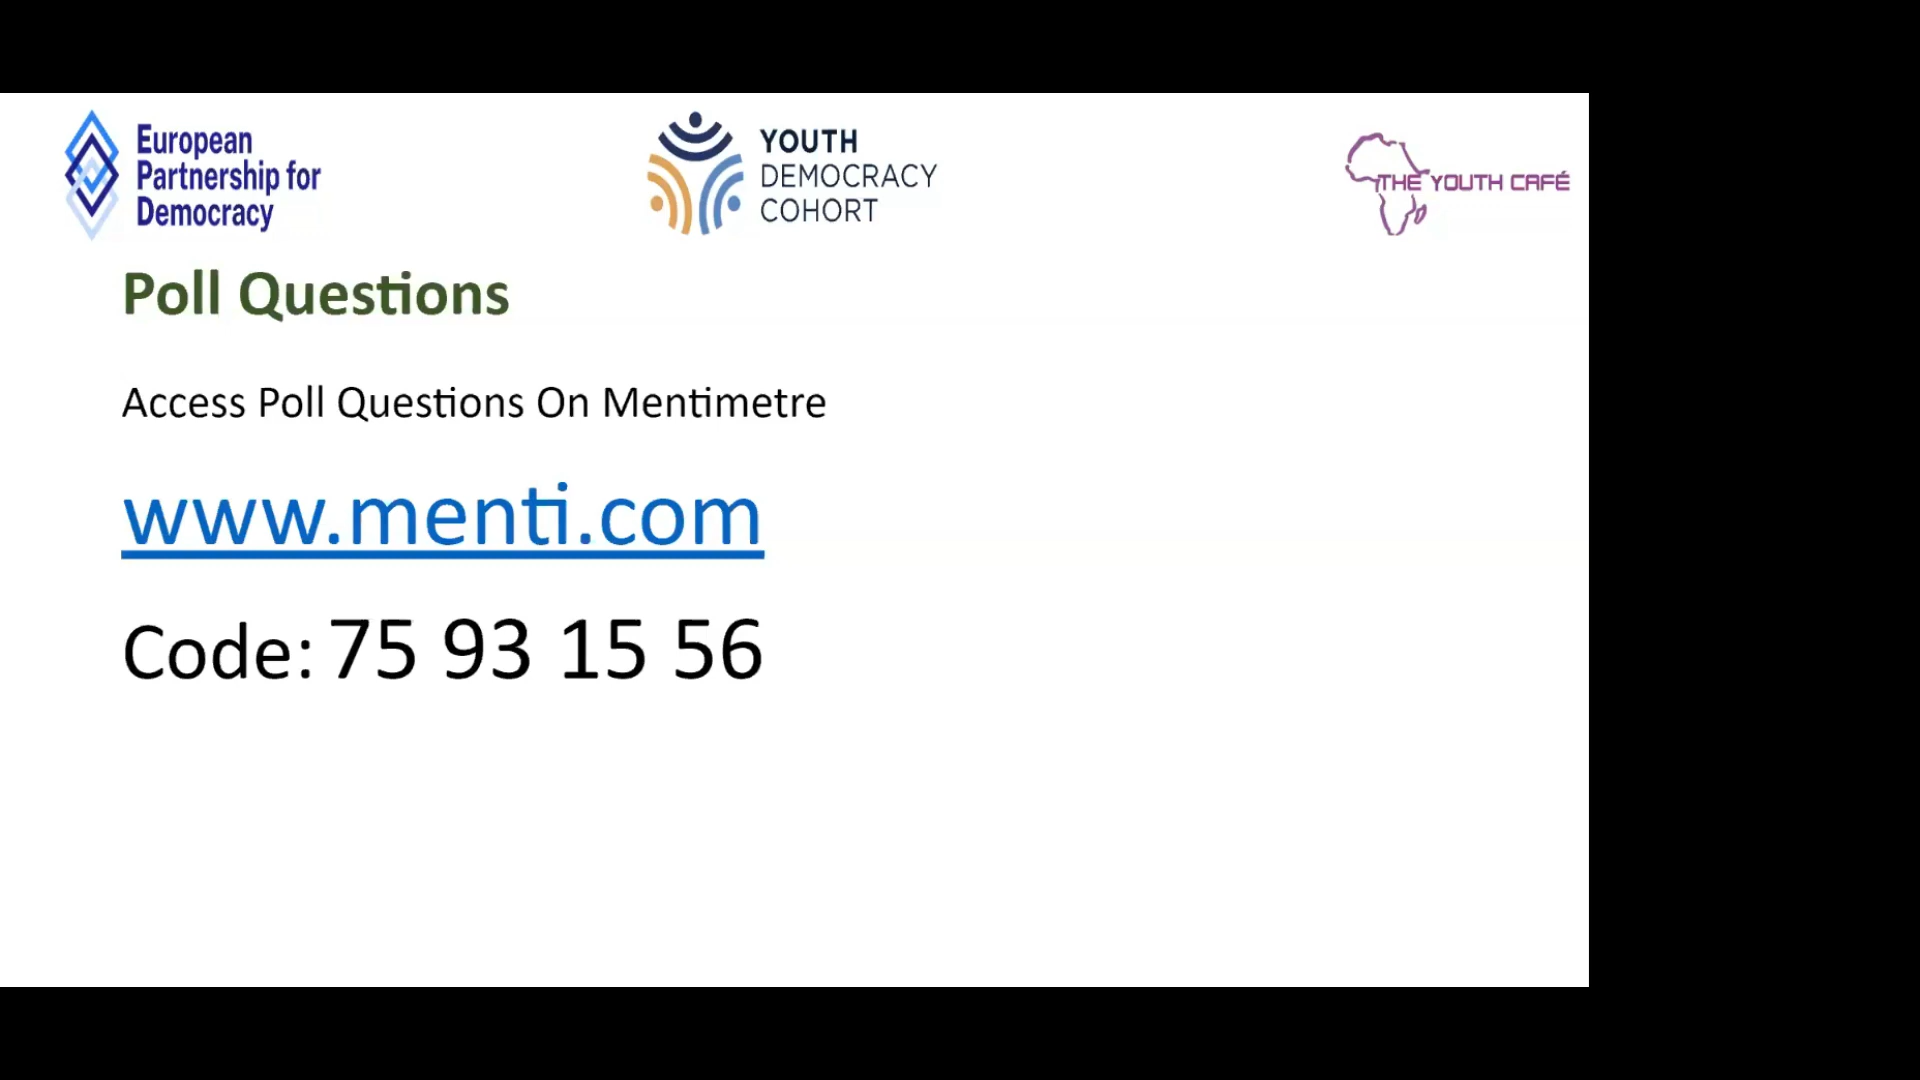 European
Partnership for
Democracy
YOUTH
DEMOCRACY
COHORT
THE YOUTH CAFÉ
Poll Questions
Access Poll Questions On Mentimetre
www.menti.com
Code: 75 93 15 56